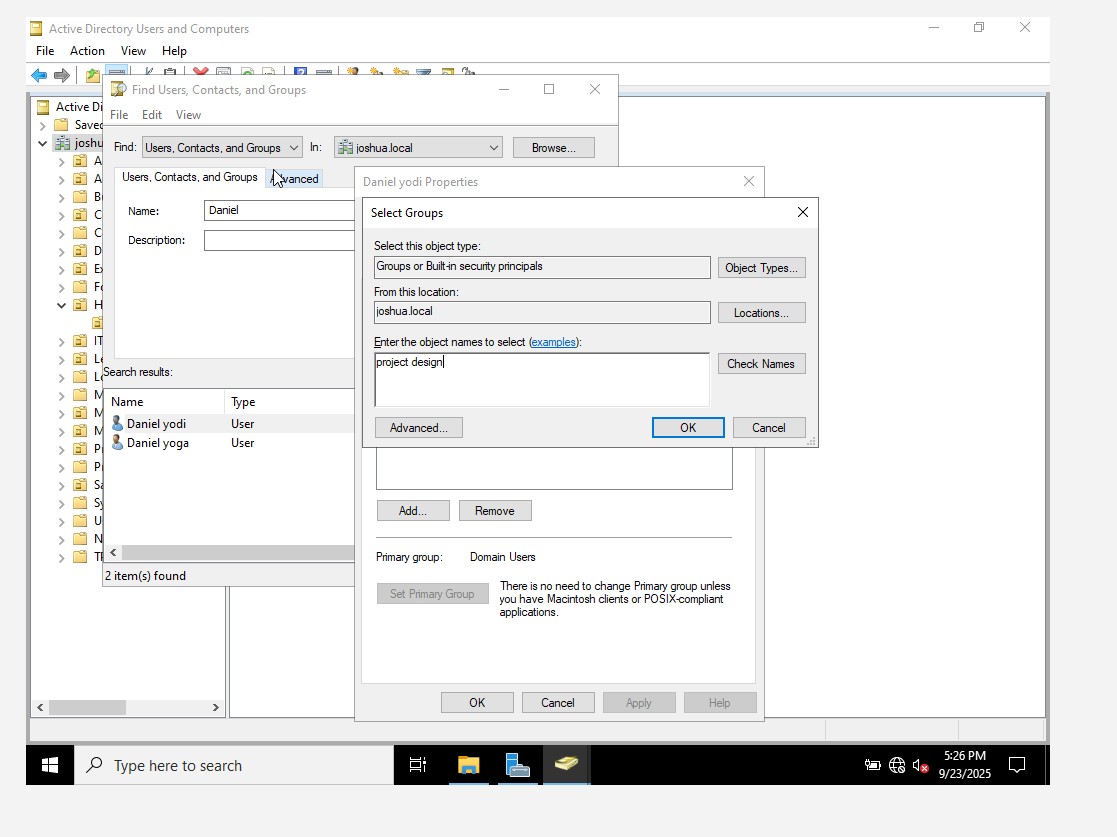 Active Directory Users and Computers
File Action View Help
Find Users, Contacts, and Groups
File Edit View
Find: Users, Contacts, and Groups In: joshua.local Browse...
Users, Contacts, and Groups
Name: Daniel
Description:
Search results:
Name Type
Daniel yodi User
Daniel yoga User
2 item(s) found
Active Di
Saved
joshu
A
A
B
C
C
D
Ex
Fo
H
IT
Le
Lo
M
M
M
Pr
Pr
Sa
Sy
U
N
Daniel yodi Properties
Select Groups
Select this object type:
Groups or Built-in security principals Object Types...
From this location:
joshua.local Locations...
Enter the object names to select (examples):
project design Check Names
Advanced... OK Cancel
Add... Remove
Primary group: Domain Users
Set Primary Group
There is no need to change Primary group unless
you have Macintosh clients or POSIX-compliant
applications.
OK Cancel Apply Help
Type here to search
5:26 PM
9/23/2025